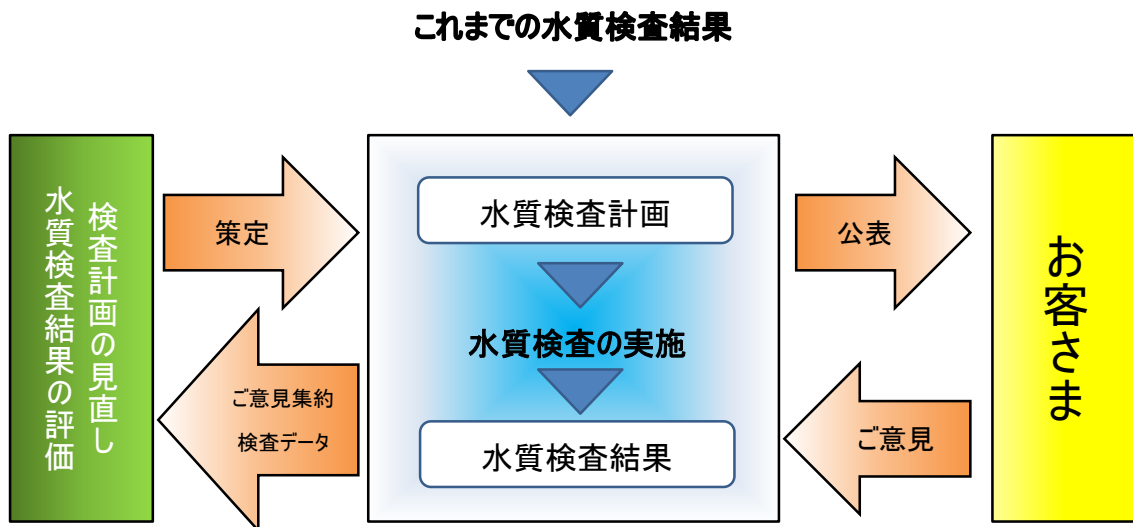 これまでの水質検査結果
検査計画の見直し
水質検査結果の評価
策定
水質検査計画
公表
お客さま
水質検査の実施
ご意見集約
検査データ
水質検査結果
ご意見